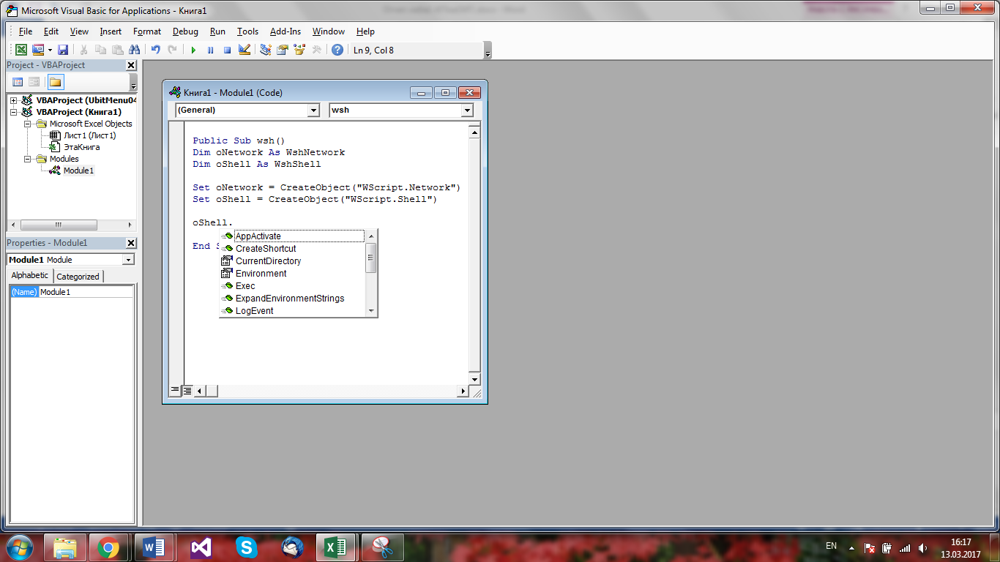 Microsoft Visual Basic for Applications - Книга1
File Edit View Insert Format Debug Run Tools Add-Ins Window Help
Ln 9, Col 8
Project - VBAProject
VBAProject (UbitMenu04
VBAProject (Книга1)
Microsoft Excel Objects
Лист1 (Лист1)
ЭтаКнига
Modules
Module1
Properties - Module1
Module1 Module
Alphabetic Categorized
(Name) Module1
Книга1 - Module1 (Code)
(General) wsh
Public Sub wsh()
Dim oNetwork As WshNetwork
Dim oShell As WshShell
Set oNetwork = CreateObject("WScript.Network")
Set oShell = CreateObject("WScript.Shell")
oShell.
End S
AppActivate
CreateShortcut
CurrentDirectory
Environment
Exec
ExpandEnvironmentStrings
LogEvent
EN
16:17
13.03.2017